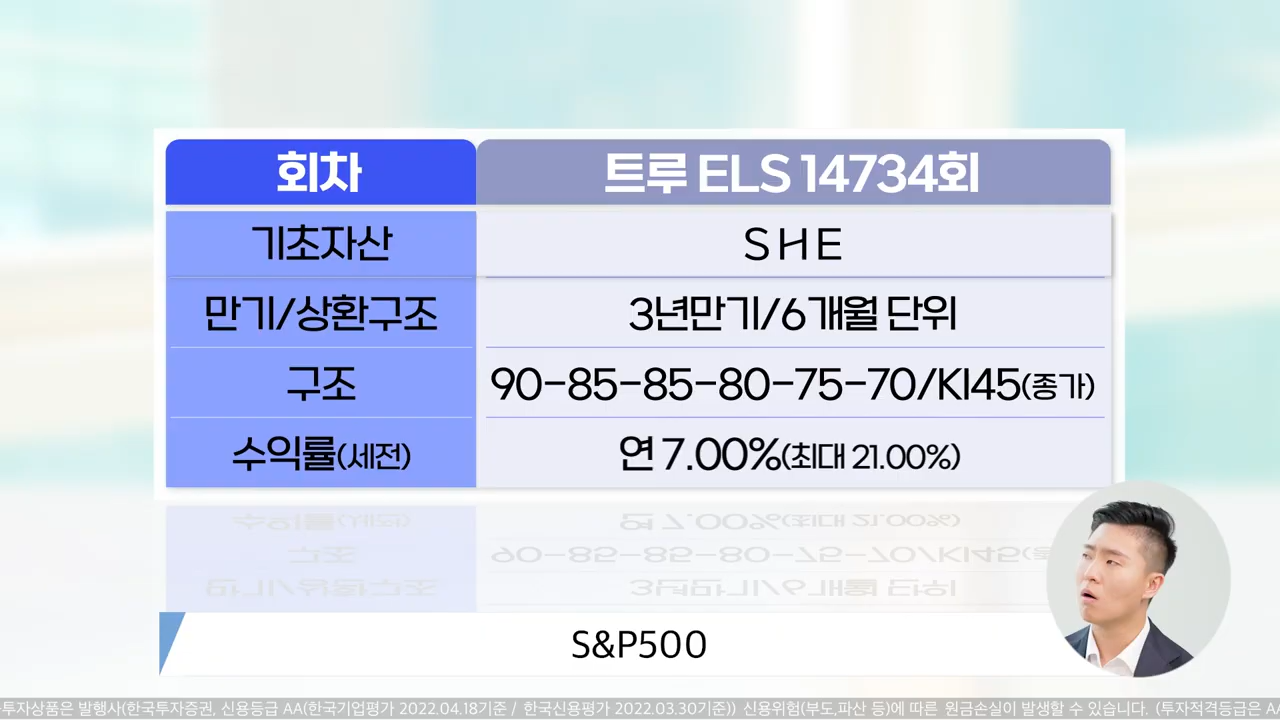 회차
트루 ELS 14734회
기초자산
S H E
만기/상환구조
3년만기/6개월 단위
구조
90-85-85-80-75-70/KI45(종가)
수익률(세전)
연 7.00%(최대 21.00%)
S&P500
투자상품은 발행사(한국투자증권, 신용등급 AA(한국기업평가 2022.04.18기준 / 한국신용평가 2022.03.30기준)) 신용위험(부도,파산 등)에 따른 원금손실이 발생할 수 있습니다. (투자적격등급은 AA